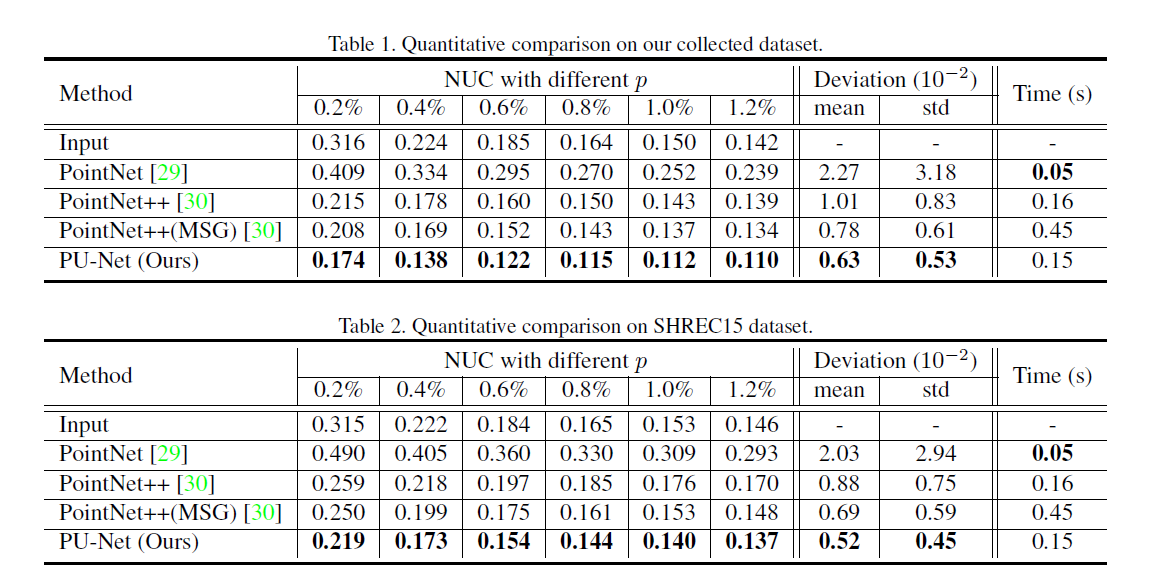 Table 1. Quantitative comparison on our collected dataset.
Method NUC with different p Deviation (10⁻²) Time (s)
0.2% 0.4% 0.6% 0.8% 1.0% 1.2% mean std
Input 0.316 0.224 0.185 0.164 0.150 0.142 - - -
PointNet [29] 0.409 0.334 0.295 0.270 0.252 0.239 2.27 3.18 0.05
PointNet++ [30] 0.215 0.178 0.160 0.150 0.143 0.139 1.01 0.83 0.16
PointNet++(MSG) [30] 0.208 0.169 0.152 0.143 0.137 0.134 0.78 0.61 0.45
PU-Net (Ours) 0.174 0.138 0.122 0.115 0.112 0.110 0.63 0.53 0.15
Table 2. Quantitative comparison on SHREC15 dataset.
Method NUC with different p Deviation (10⁻²) Time (s)
0.2% 0.4% 0.6% 0.8% 1.0% 1.2% mean std
Input 0.315 0.222 0.184 0.165 0.153 0.146 - - -
PointNet [29] 0.490 0.405 0.360 0.330 0.309 0.293 2.03 2.94 0.05
PointNet++ [30] 0.259 0.218 0.197 0.185 0.176 0.170 0.88 0.75 0.16
PointNet++(MSG) [30] 0.250 0.199 0.175 0.161 0.153 0.148 0.69 0.59 0.45
PU-Net (Ours) 0.219 0.173 0.154 0.144 0.140 0.137 0.52 0.45 0.15